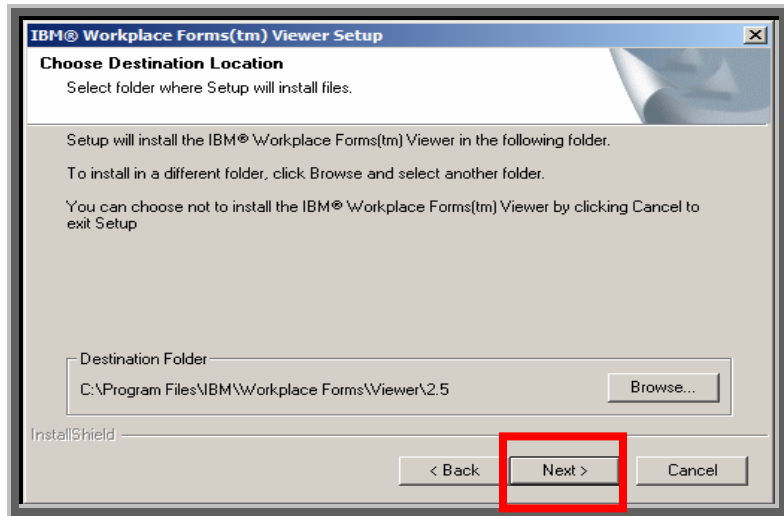 IBM® Workplace Forms(tm) Viewer Setup
Choose Destination Location
Select folder where Setup will install files.
Setup will install the IBM® Workplace Forms(tm) Viewer in the following folder.
To install in a different folder, click Browse and select another folder.
You can choose not to install the IBM® Workplace Forms(tm) Viewer by clicking Cancel to
exit Setup
Destination Folder
C:\Program Files\IBM\Workplace Forms\Viewer\2.5
Browse...
InstallShield
< Back Next > Cancel